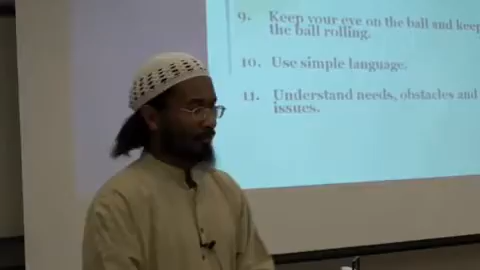 9. Keep your eye on the ball and keep
the ball rolling.
10. Use simple language.
11. Understand needs, obstacles and
issues.